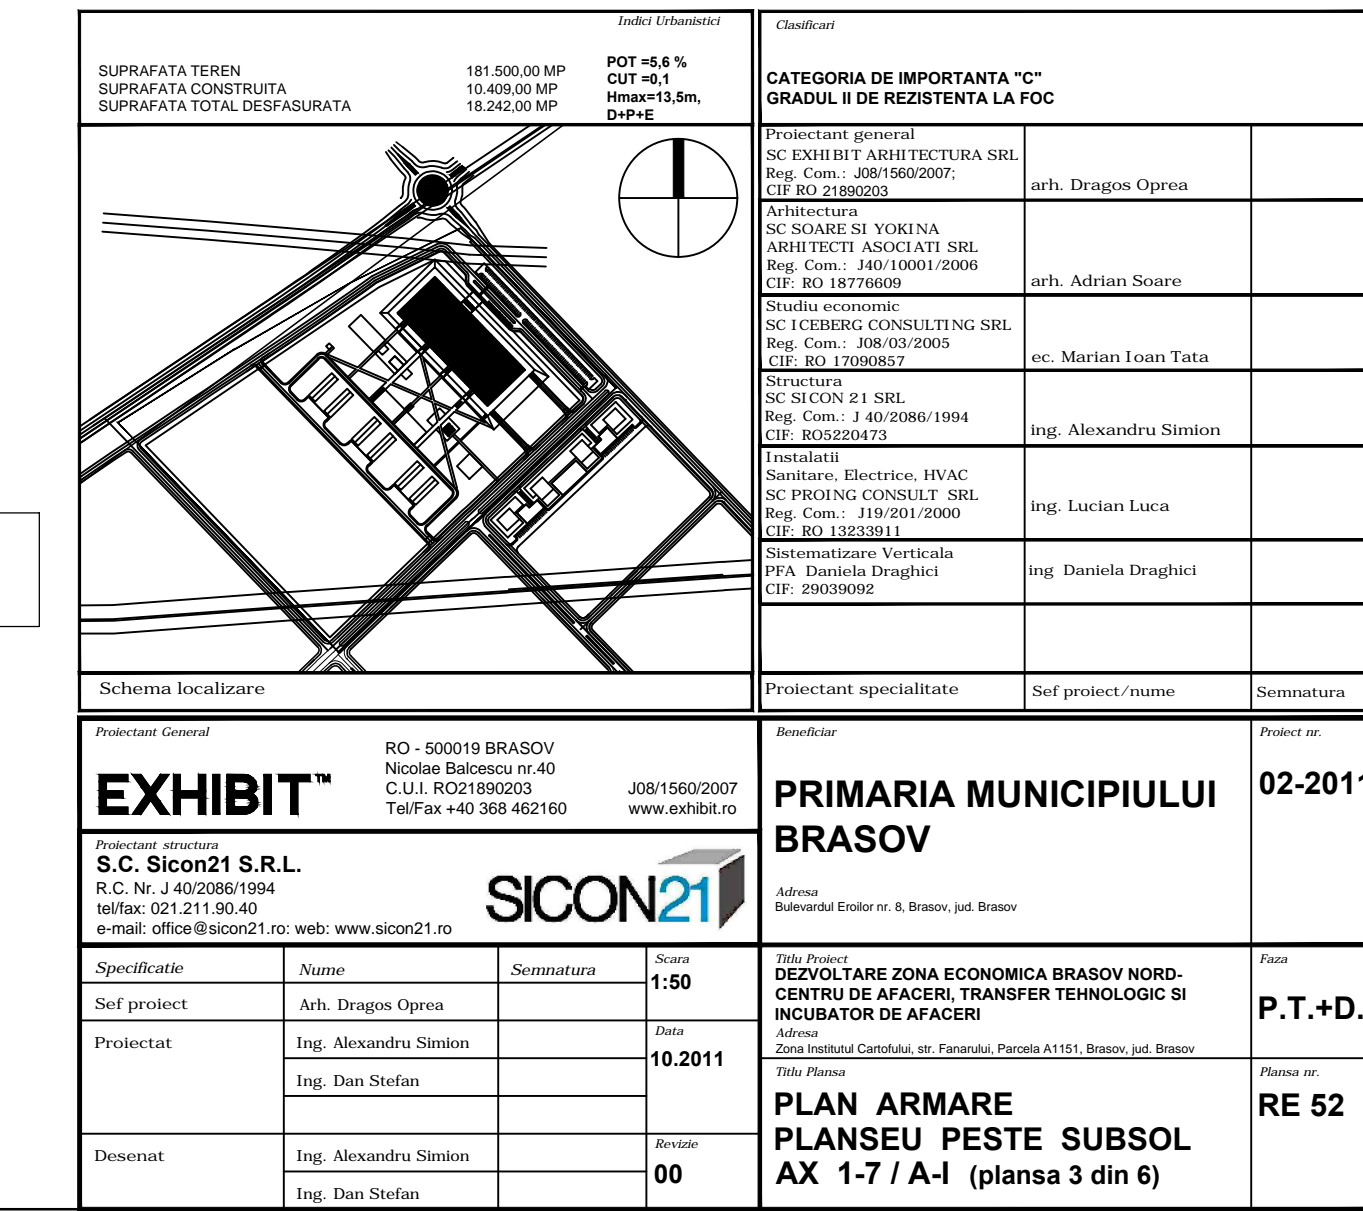 Indici Urbanistici
SUPRAFATA TEREN 181.500,00 MP
SUPRAFATA CONSTRUITA 10.409,00 MP
SUPRAFATA TOTAL DESFASURATA 18.242,00 MP
POT =5,6 %
CUT =0,1
Hmax=13,5m,
D+P+E
Clasificari
CATEGORIA DE IMPORTANTA "C"
GRADUL II DE REZISTENTA LA FOC
Proiectant general
SC EXHIBIT ARHITECTURA SRL
Reg. Com.: J08/1560/2007;
CIF RO 21890203
arh. Dragos Oprea
Arhitectura
SC SOARE SI YOKINA
ARHITECTI ASOCIATI SRL
Reg. Com.: J40/10001/2006
CIF: RO 18776609
arh. Adrian Soare
Studiu economic
SC ICEBERG CONSULTING SRL
Reg. Com.: J08/03/2005
CIF: RO 17090857
ec. Marian Ioan Tata
Structura
SC SICON 21 SRL
Reg. Com.: J 40/2086/1994
CIF: RO5220473
ing. Alexandru Simion
Instalatii
Sanitare, Electrice, HVAC
SC PROING CONSULT SRL
Reg. Com.: J19/201/2000
CIF: RO 13233911
ing. Lucian Luca
Sistematizare Verticala
PFA Daniela Draghici
CIF: 29039092
ing Daniela Draghici
Schema localizare
Proiectant specialitate
Sef proiect/nume
Semnatura
Proiectant General
EXHIBIT™
RO - 500019 BRASOV
Nicolae Balcescu nr.40
C.U.I. RO21890203 J08/1560/2007
Tel/Fax +40 368 462160 www.exhibit.ro
Beneficiar
PRIMARIA MUNICIPIULUI
BRASOV
Adresa
Bulevardul Eroilor nr. 8, Brasov, jud. Brasov
Proiect nr.
02-2011
Proiectant structura
S.C. Sicon21 S.R.L.
R.C. Nr. J 40/2086/1994
tel/fax: 021.211.90.40
e-mail: office@sicon21.ro: web: www.sicon21.ro
SICON21
Specificatie Nume Semnatura
Scara
1:50
Sef proiect Arh. Dragos Oprea
Proiectat Ing. Alexandru Simion
Ing. Dan Stefan
Data
10.2011
Desenat Ing. Alexandru Simion
Ing. Dan Stefan
Revizie
00
Titlu Proiect
DEZVOLTARE ZONA ECONOMICA BRASOV NORD-
CENTRU DE AFACERI, TRANSFER TEHNOLOGIC SI
INCUBATOR DE AFACERI
Adresa
Zona Institutul Cartofului, str. Fanarului, Parcela A1151, Brasov, jud. Brasov
Faza
P.T.+D.
Titlu Plansa
PLAN ARMARE
PLANSEU PESTE SUBSOL
AX 1-7 / A-I (plansa 3 din 6)
Plansa nr.
RE 52